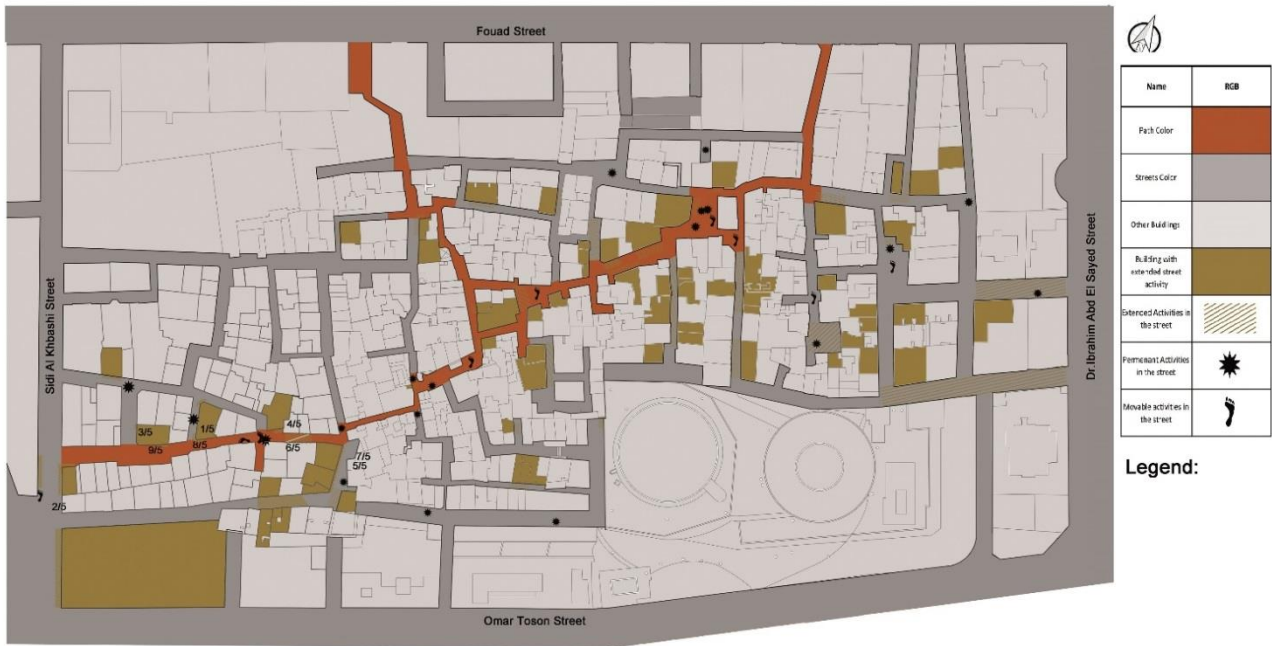 Fouad Street
Sidi Al Khbashi Street
Dr.Ibrahim Abd El Sayed Street
3/5
1/5
4/5
9/5
8/5
6/5
7/5
5/5
2/5
Omar Toson Street
Name RGB
Path Color
Streets Color
Other Buildings
Building with
extended street
activity
Extended Activities in
the street
Permenant Activities
in the street
Movable activities in
the street
Legend: